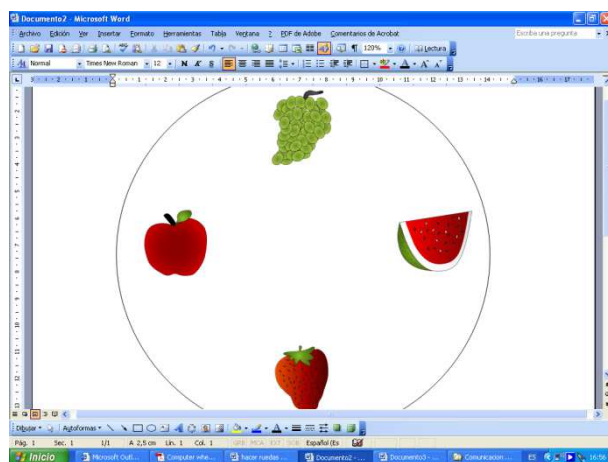 Documento2 - Microsoft Word
Archivo Edición Ver Insertar Formato Herramientas Tabla Ventana ? PDF de Adobe Comentarios de Acrobat Escriba una pregunta
128% Lectura
Normal Times New Roman 12 N K S
Dibujar Autoformas
Pág. 1 Sec. 1 1/1 A 2,5 cm Lín. 1 Col. 1 GRB MCA EXT SOB Español (Es
Inicio Microsoft Outl... Computer whe... hacer ruedas ... Documento2 - ... Documento3 - ... Comunicacion ... ES 16:56